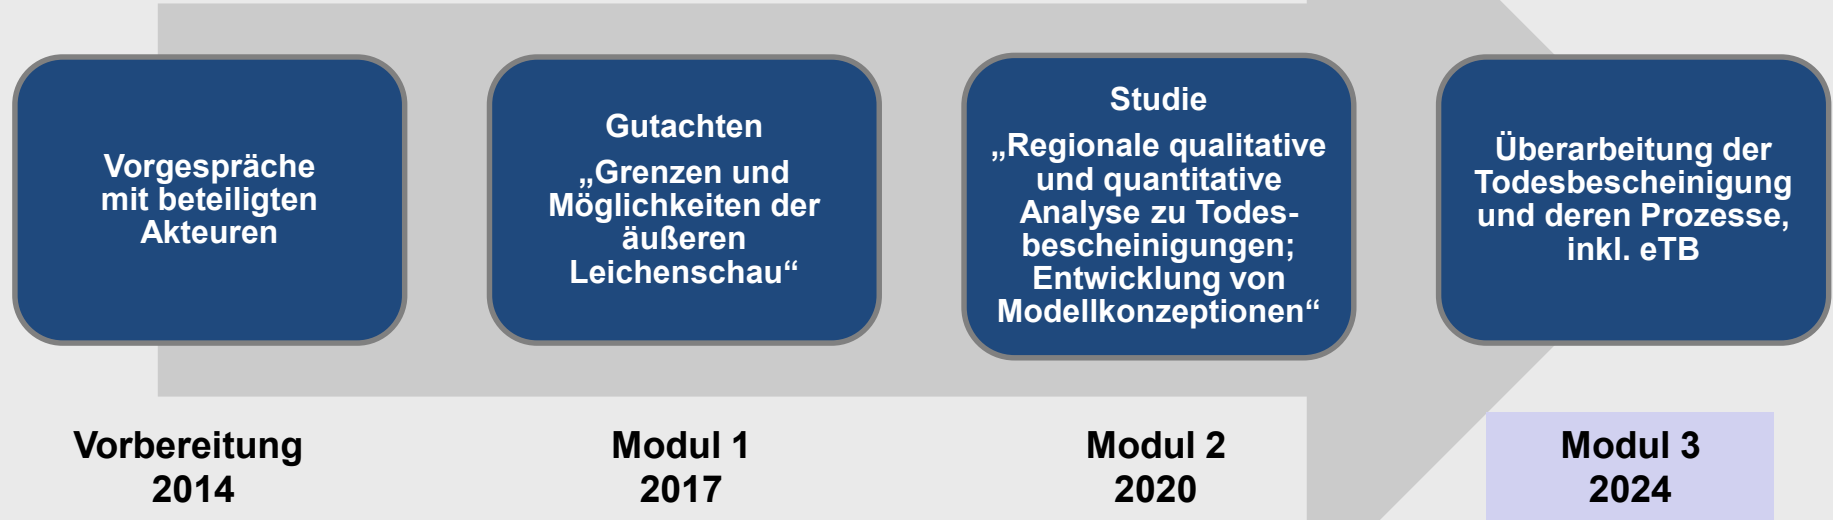 Vorgespräche
mit beteiligten
Akteuren
Gutachten
„Grenzen und
Möglichkeiten der
äußeren
Leichenschau“
Studie
„Regionale qualitative
und quantitative
Analyse zu Todes-
bescheinigungen;
Entwicklung von
Modellkonzeptionen“
Überarbeitung der
Todesbescheinigung
und deren Prozesse,
inkl. eTB
Vorbereitung
2014
Modul 1
2017
Modul 2
2020
Modul 3
2024